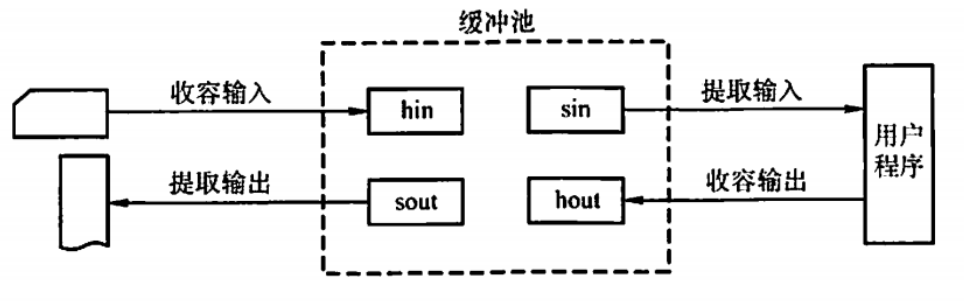 缓冲池
收容输入
hin
sin
提取输入
用户
程序
提取输出
sout
hout
收容输出